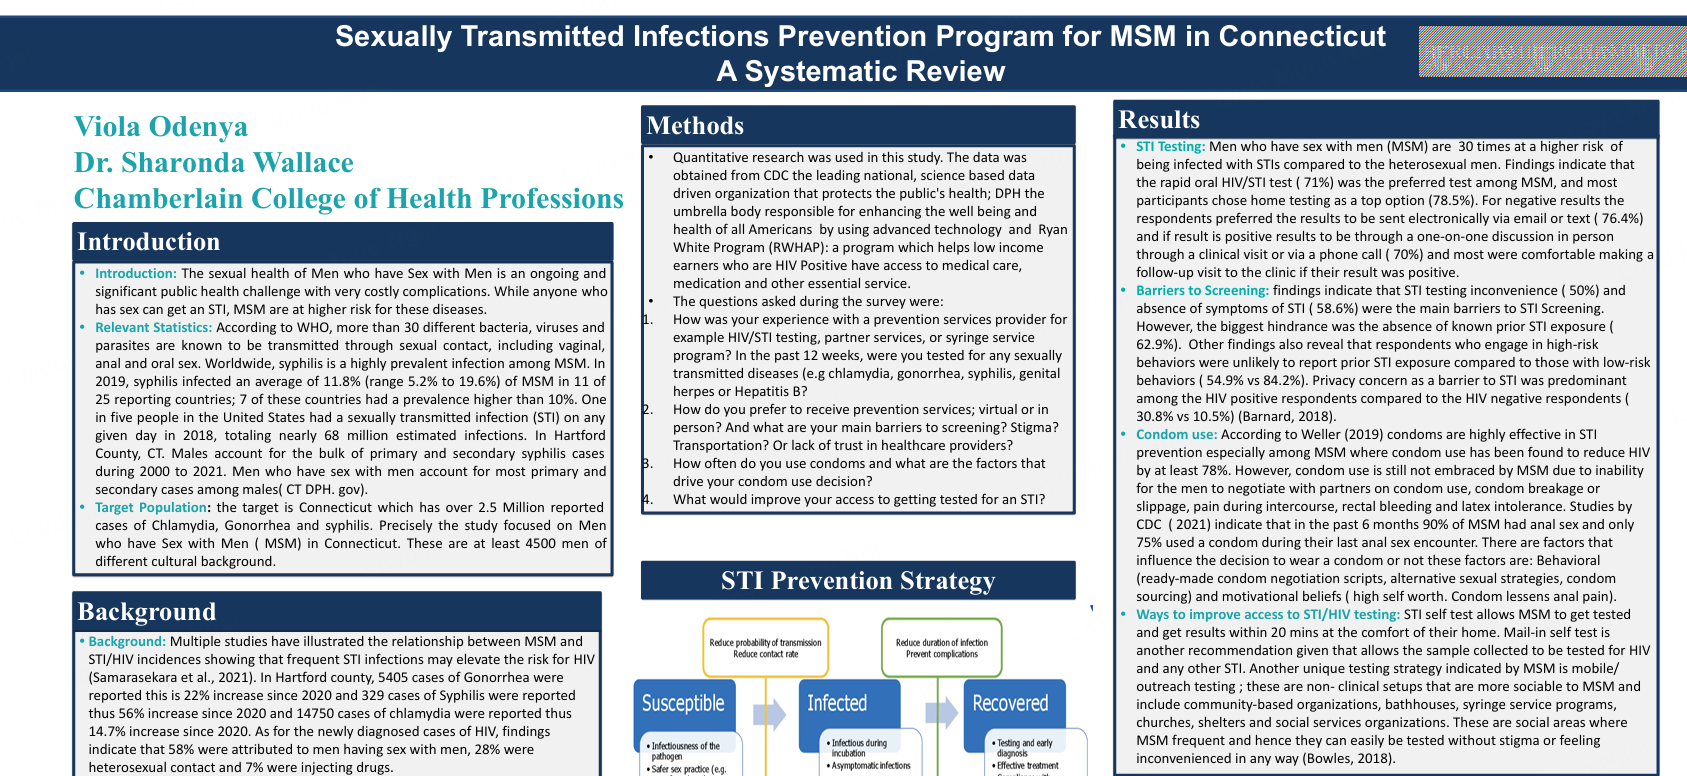 Sexually Transmitted Infections Prevention Program for MSM in Connecticut
A Systematic Review
Viola Odenya
Dr. Sharonda Wallace
Chamberlain College of Health Professions
Introduction
• Introduction: The sexual health of Men who have Sex with Men is an ongoing and
significant public health challenge with very costly complications. While anyone who
has sex can get an STI, MSM are at higher risk for these diseases.
• Relevant Statistics: According to WHO, more than 30 different bacteria, viruses and
parasites are known to be transmitted through sexual contact, including vaginal,
anal and oral sex. Worldwide, syphilis is a highly prevalent infection among MSM. In
2019, syphilis infected an average of 11.8% (range 5.2% to 19.6%) of MSM in 11 of
25 reporting countries; 7 of these countries had a prevalence higher than 10%. One
in five people in the United States had a sexually transmitted infection (STI) on any
given day in 2018, totaling nearly 68 million estimated infections. In Hartford
County, CT. Males account for the bulk of primary and secondary syphilis cases
during 2000 to 2021. Men who have sex with men account for most primary and
secondary cases among males( CT DPH. gov).
• Target Population: the target is Connecticut which has over 2.5 Million reported
cases of Chlamydia, Gonorrhea and syphilis. Precisely the study focused on Men
who have Sex with Men ( MSM) in Connecticut. These are at least 4500 men of
different cultural background.
Background
• Background: Multiple studies have illustrated the relationship between MSM and
STI/HIV incidences showing that frequent STI infections may elevate the risk for HIV
(Samarasekara et al., 2021). In Hartford county, 5405 cases of Gonorrhea were
reported this is 22% increase since 2020 and 329 cases of Syphilis were reported
thus 56% increase since 2020 and 14750 cases of chlamydia were reported thus
14.7% increase since 2020. As for the newly diagnosed cases of HIV, findings
indicate that 58% were attributed to men having sex with men, 28% were
heterosexual contact and 7% were injecting drugs.
Methods
• Quantitative research was used in this study. The data was
obtained from CDC the leading national, science based data
driven organization that protects the public's health; DPH the
umbrella body responsible for enhancing the well being and
health of all Americans by using advanced technology and Ryan
White Program (RWHAP): a program which helps low income
earners who are HIV Positive have access to medical care,
medication and other essential service.
• The questions asked during the survey were:
1. How was your experience with a prevention services provider for
example HIV/STI testing, partner services, or syringe service
program? In the past 12 weeks, were you tested for any sexually
transmitted diseases (e.g chlamydia, gonorrhea, syphilis, genital
herpes or Hepatitis B?
2. How do you prefer to receive prevention services; virtual or in
person? And what are your main barriers to screening? Stigma?
Transportation? Or lack of trust in healthcare providers?
3. How often do you use condoms and what are the factors that
drive your condom use decision?
4. What would improve your access to getting tested for an STI?
STI Prevention Strategy
Reduce probability of transmission
Reduce contact rate
Reduce duration of infection
Prevent complications
Susceptible
Infected
Recovered
• Infectiousness of the
pathogen
• Safer sex practice (e.g.
• Infectious during
incubation
• Asymptomatic infections
• Testing and early
diagnosis
• Effective treatment
Results
• STI Testing: Men who have sex with men (MSM) are 30 times at a higher risk of
being infected with STIs compared to the heterosexual men. Findings indicate that
the rapid oral HIV/STI test ( 71%) was the preferred test among MSM, and most
participants chose home testing as a top option (78.5%). For negative results the
respondents preferred the results to be sent electronically via email or text ( 76.4%)
and if result is positive results to be through a one-on-one discussion in person
through a clinical visit or via a phone call ( 70%) and most were comfortable making a
follow-up visit to the clinic if their result was positive.
• Barriers to Screening: findings indicate that STI testing inconvenience ( 50%) and
absence of symptoms of STI ( 58.6%) were the main barriers to STI Screening.
However, the biggest hindrance was the absence of known prior STI exposure (
62.9%). Other findings also reveal that respondents who engage in high-risk
behaviors were unlikely to report prior STI exposure compared to those with low-risk
behaviors ( 54.9% vs 84.2%). Privacy concern as a barrier to STI was predominant
among the HIV positive respondents compared to the HIV negative respondents (
30.8% vs 10.5%) (Barnard, 2018).
• Condom use: According to Weller (2019) condoms are highly effective in STI
prevention especially among MSM where condom use has been found to reduce HIV
by at least 78%. However, condom use is still not embraced by MSM due to inability
for the men to negotiate with partners on condom use, condom breakage or
slippage, pain during intercourse, rectal bleeding and latex intolerance. Studies by
CDC ( 2021) indicate that in the past 6 months 90% of MSM had anal sex and only
75% used a condom during their last anal sex encounter. There are factors that
influence the decision to wear a condom or not these factors are: Behavioral
(ready-made condom negotiation scripts, alternative sexual strategies, condom
sourcing) and motivational beliefs ( high self worth. Condom lessens anal pain).
• Ways to improve access to STI/HIV testing: STI self test allows MSM to get tested
and get results within 20 mins at the comfort of their home. Mail-in self test is
another recommendation given that allows the sample collected to be tested for HIV
and any other STI. Another unique testing strategy indicated by MSM is mobile/
outreach testing ; these are non- clinical setups that are more sociable to MSM and
include community-based organizations, bathhouses, syringe service programs,
churches, shelters and social services organizations. These are social areas where
MSM frequent and hence they can easily be tested without stigma or feeling
inconvenienced in any way (Bowles, 2018).